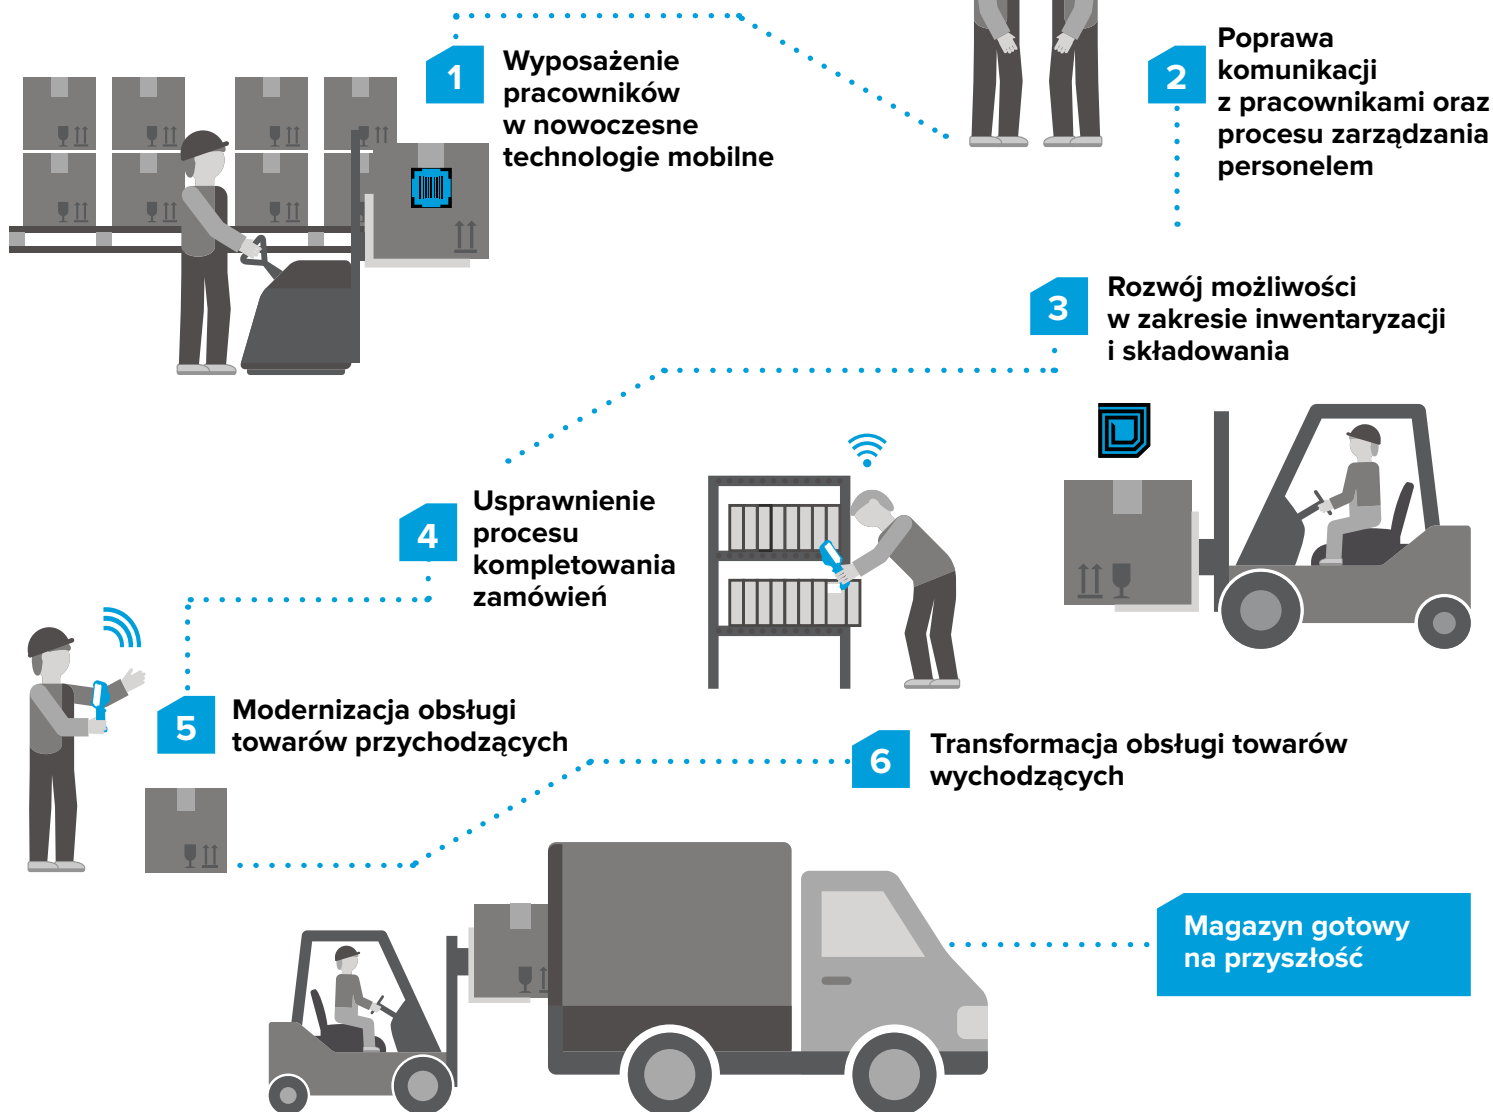 1
Wyposażenie
pracowników
w nowoczesne
technologie mobilne
2
Poprawa
komunikacji
z pracownikami oraz
procesu zarządzania
personelem
3
Rozwój możliwości
w zakresie inwentaryzacji
i składowania
4
Usprawnienie
procesu
kompletowania
zamówień
5
Modernizacja obsługi
towarów przychodzących
6
Transformacja obsługi towarów
wychodzących
Magazyn gotowy
na przyszłość